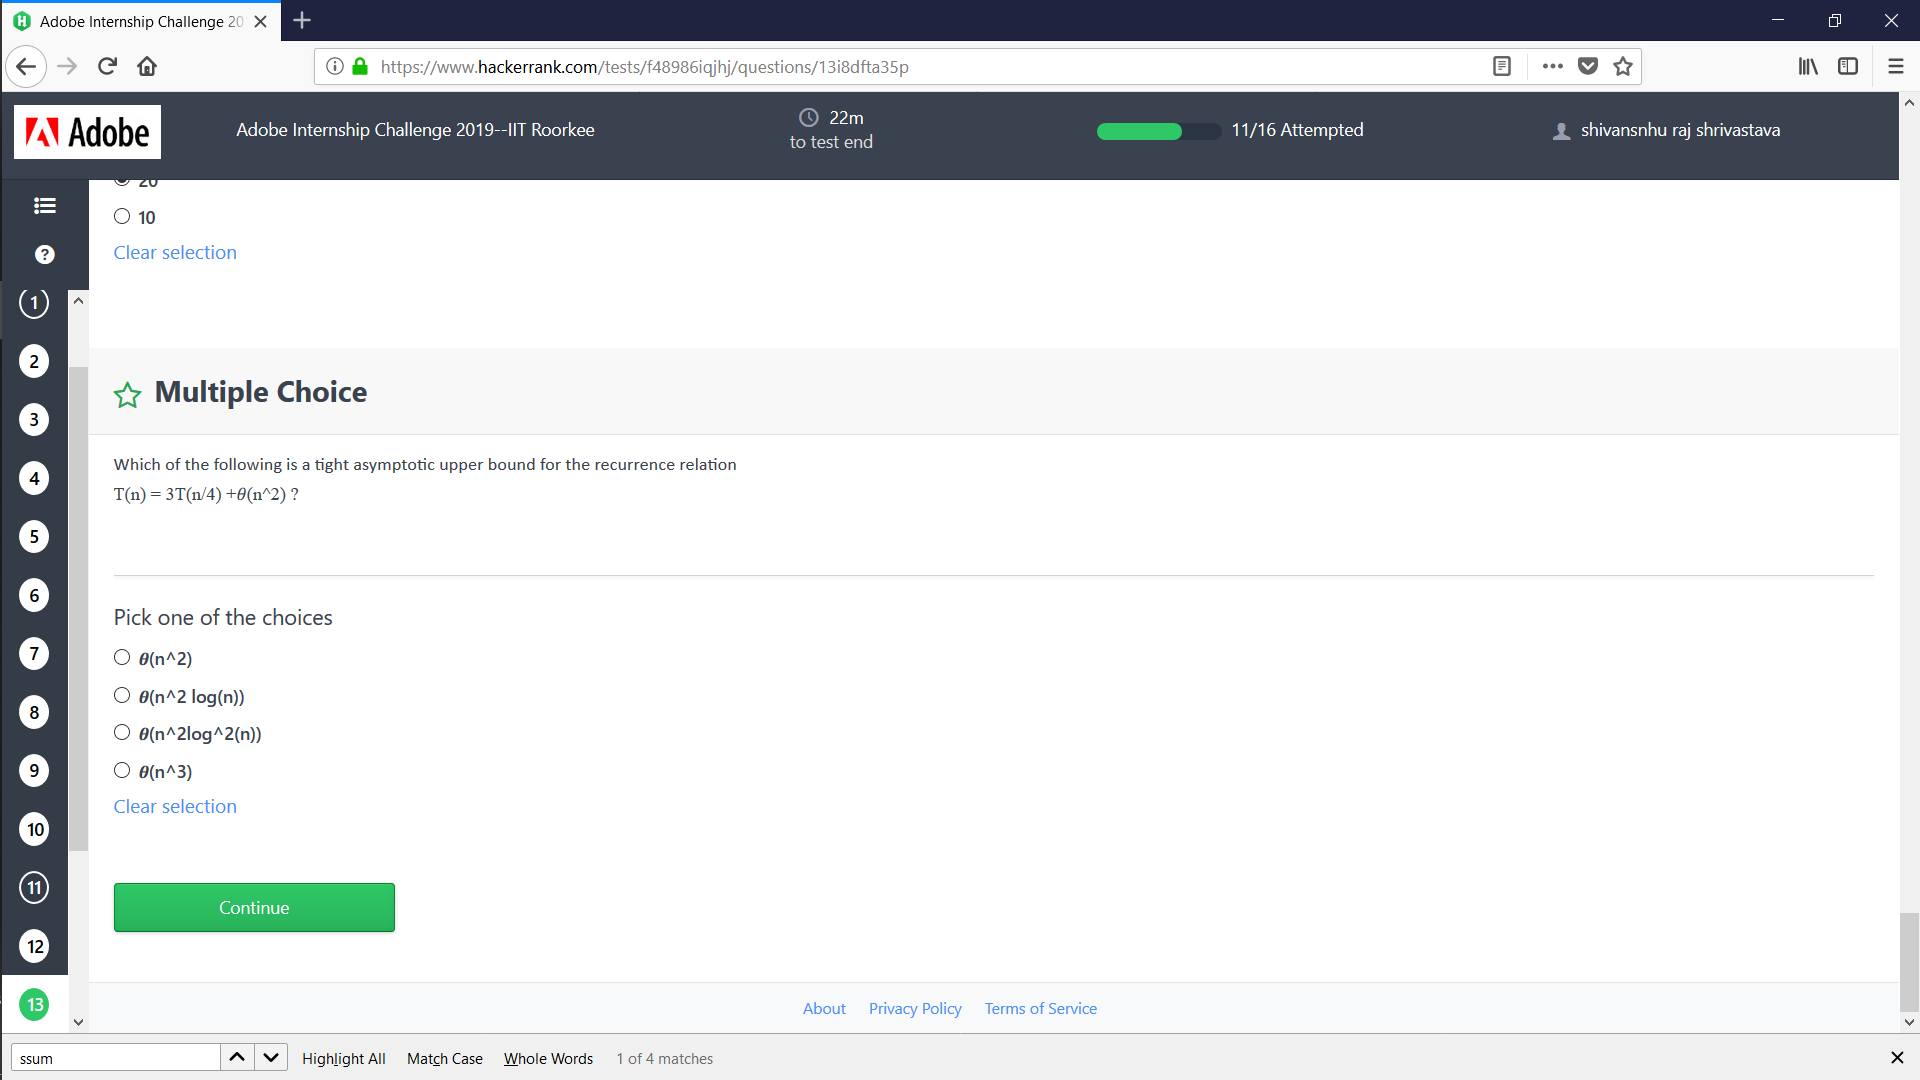 Adobe Internship Challenge 20
https://www.hackerrank.com/tests/f48986iqjhj/questions/13i8dfta35p
Adobe
Adobe Internship Challenge 2019--IIT Roorkee
22m
to test end
11/16 Attempted
shivansnhu raj shrivastava
20
10
Clear selection
1
2
3
4
5
6
7
8
9
10
11
12
13
Multiple Choice
Which of the following is a tight asymptotic upper bound for the recurrence relation
T(n) = 3T(n/4) +θ(n^2) ?
Pick one of the choices
θ(n^2)
θ(n^2 log(n))
θ(n^2log^2(n))
θ(n^3)
Clear selection
Continue
About Privacy Policy Terms of Service
ssum Highlight All Match Case Whole Words 1 of 4 matches